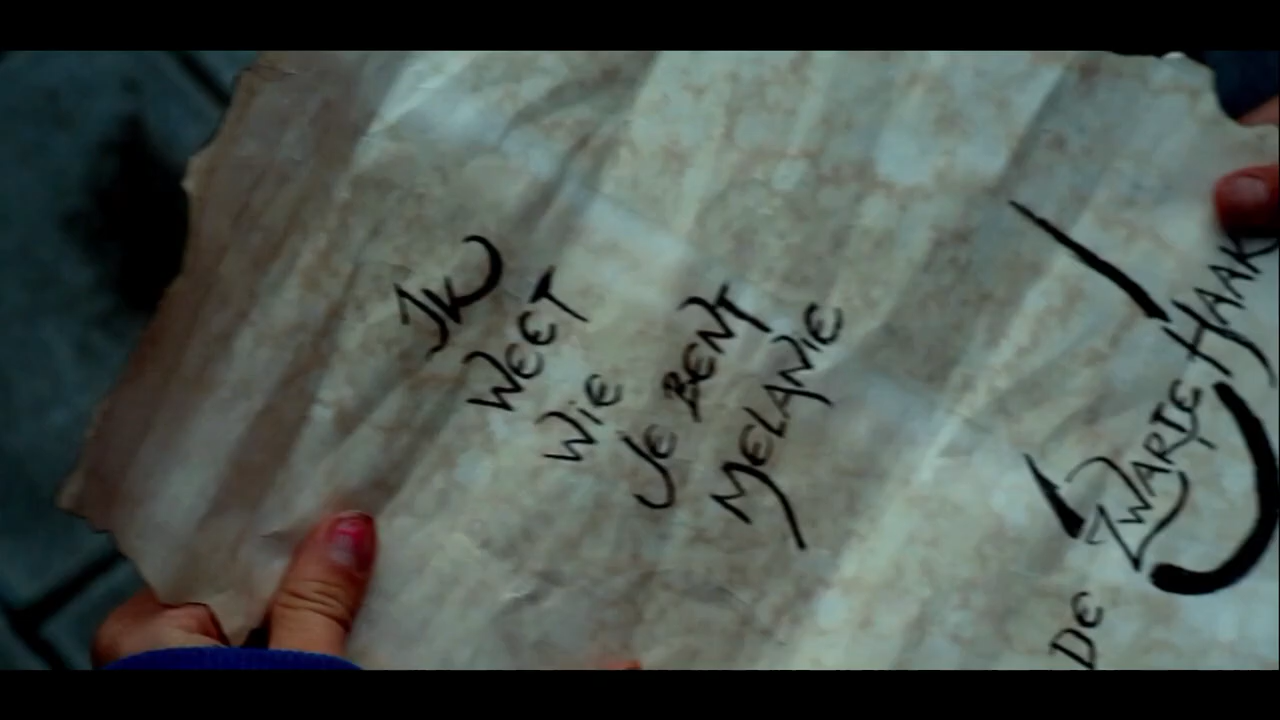 IK
WEET
WIE
JE BENT
MELANIE
DE ZWARTE HAAK